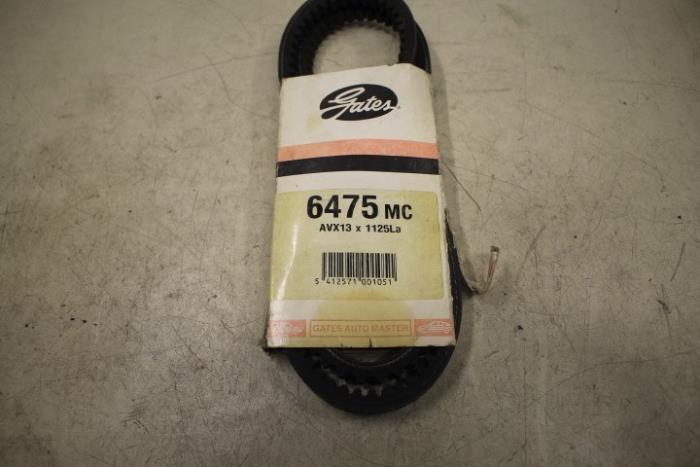 Gates
6475 MC
AVX13 x 1125La
5 412571 001051
GATES AUTO MASTER